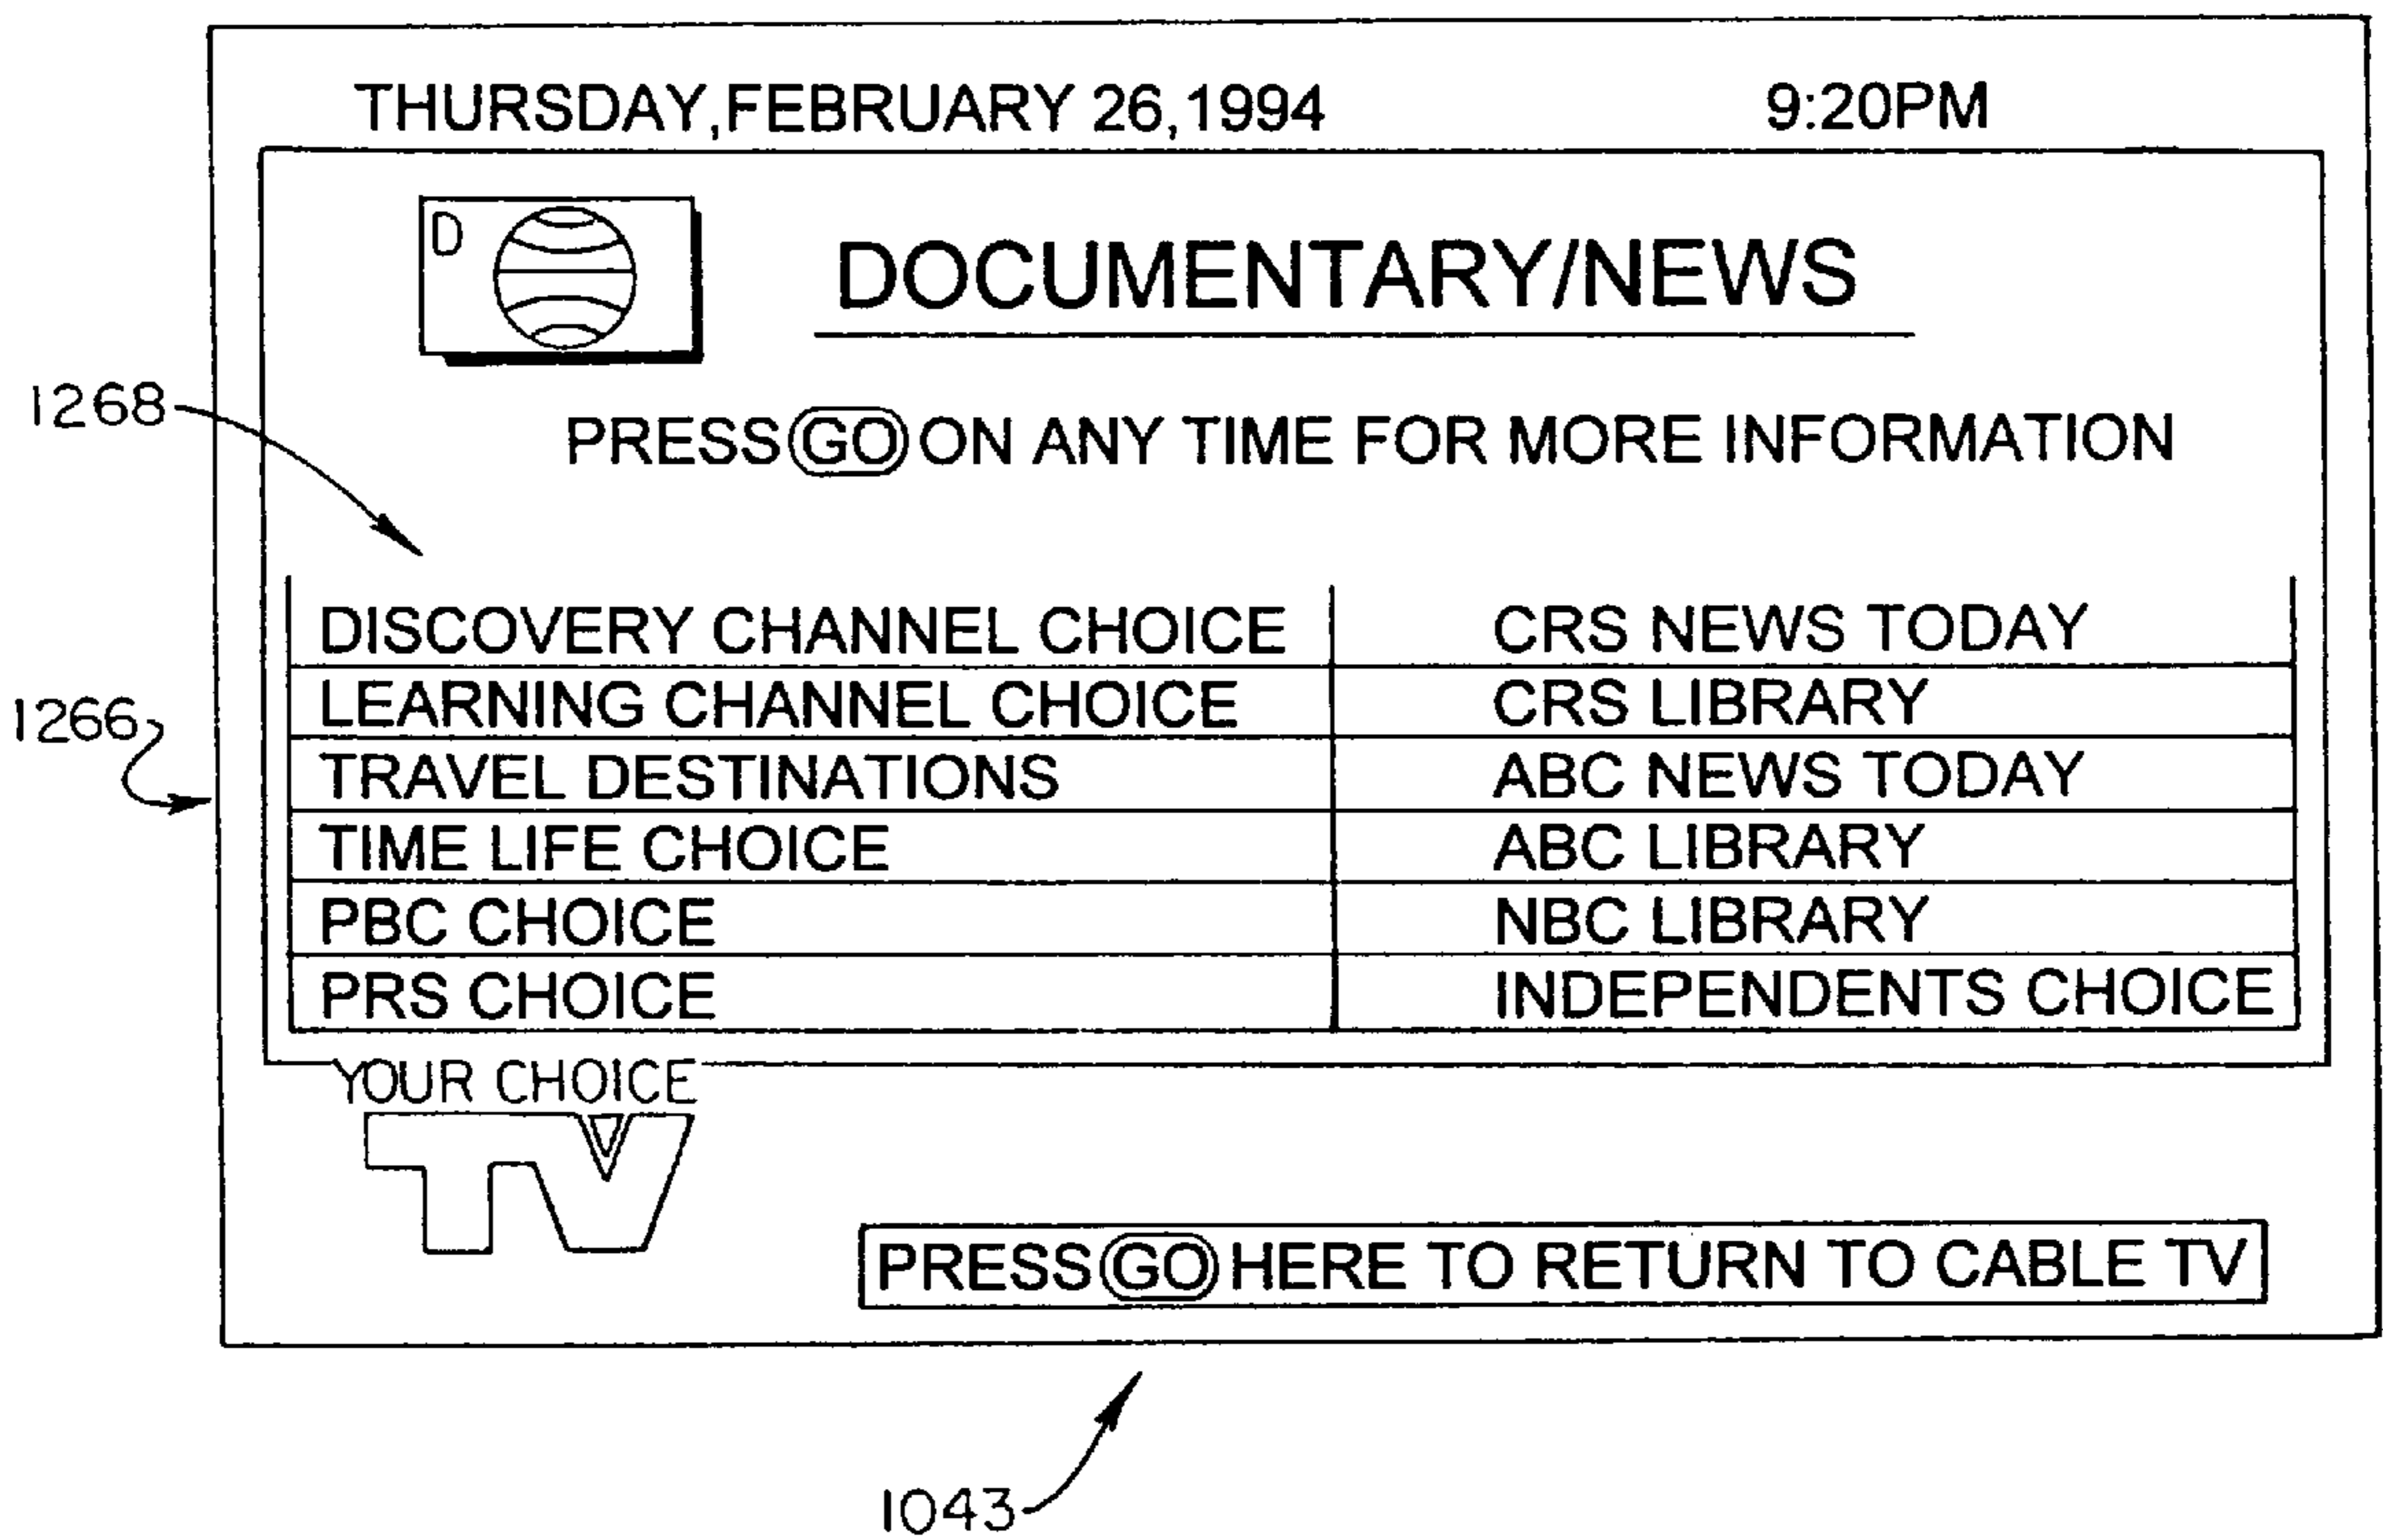 THURSDAY,FEBRUARY 26,1994 9:20PM
D
DOCUMENTARY/NEWS
1268
PRESS GO ON ANY TIME FOR MORE INFORMATION
DISCOVERY CHANNEL CHOICE CRS NEWS TODAY
LEARNING CHANNEL CHOICE CRS LIBRARY
1266
TRAVEL DESTINATIONS ABC NEWS TODAY
TIME LIFE CHOICE ABC LIBRARY
PBC CHOICE NBC LIBRARY
PRS CHOICE INDEPENDENTS CHOICE
YOUR CHOICE
TV
PRESS GO HERE TO RETURN TO CABLE TV
1043